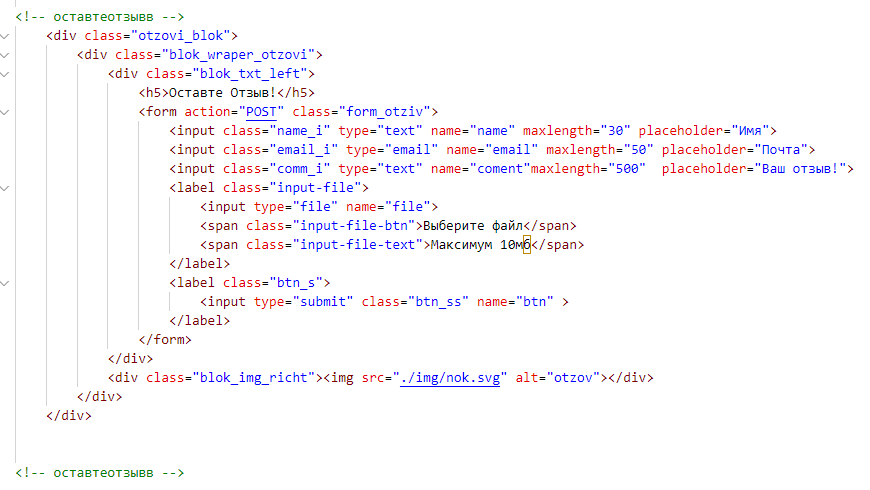 <!-- оставтеотзывв -->
<div class="otzovi_blok">
<div class="blok_wraper_otzovi">
<div class="blok_txt_left">
<h5>Оставте Отзыв!</h5>
<form action="POST" class="form_otziv">
<input class="name_i" type="text" name="name" maxlength="30" placeholder="Имя">
<input class="email_i" type="email" name="email" maxlength="50" placeholder="Почта">
<input class="comm_i" type="text" name="coment"maxlength="500"  placeholder="Ваш отзыв!">
<label class="input-file">
<input type="file" name="file">
<span class="input-file-btn">Выберите файл</span>
<span class="input-file-text">Максимум 10мб</span>
</label>
<label class="btn_s">
<input type="submit" class="btn_ss" name="btn" >
</label>
</form>
</div>
<div class="blok_img_richt"><img src="./img/nok.svg" alt="otzov"></div>
</div>
</div>
<!-- оставтеотзывв -->